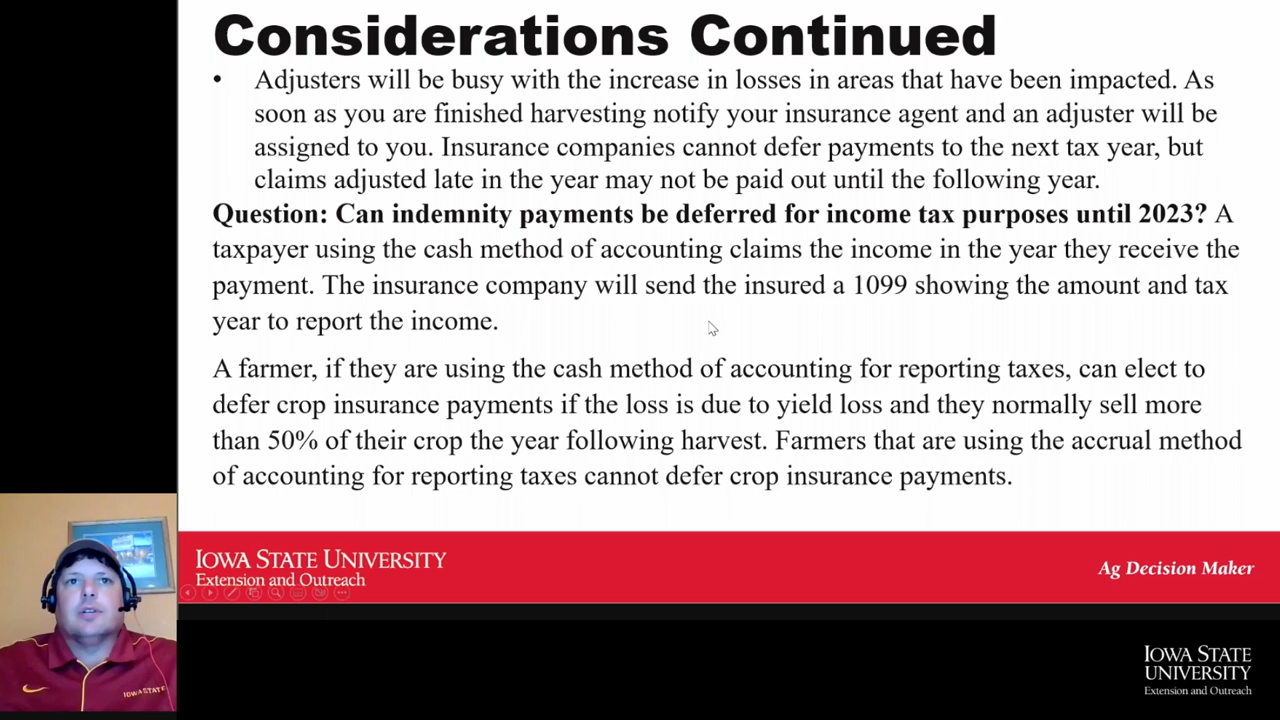 Considerations Continued
• Adjusters will be busy with the increase in losses in areas that have been impacted. As
soon as you are finished harvesting notify your insurance agent and an adjuster will be
assigned to you. Insurance companies cannot defer payments to the next tax year, but
claims adjusted late in the year may not be paid out until the following year.
Question: Can indemnity payments be deferred for income tax purposes until 2023? A
taxpayer using the cash method of accounting claims the income in the year they receive the
payment. The insurance company will send the insured a 1099 showing the amount and tax
year to report the income.
A farmer, if they are using the cash method of accounting for reporting taxes, can elect to
defer crop insurance payments if the loss is due to yield loss and they normally sell more
than 50% of their crop the year following harvest. Farmers that are using the accrual method
of accounting for reporting taxes cannot defer crop insurance payments.
IOWA STATE UNIVERSITY
Extension and Outreach
Ag Decision Maker
IOWA STATE
IOWA STATE
UNIVERSITY
Extension and Outreach